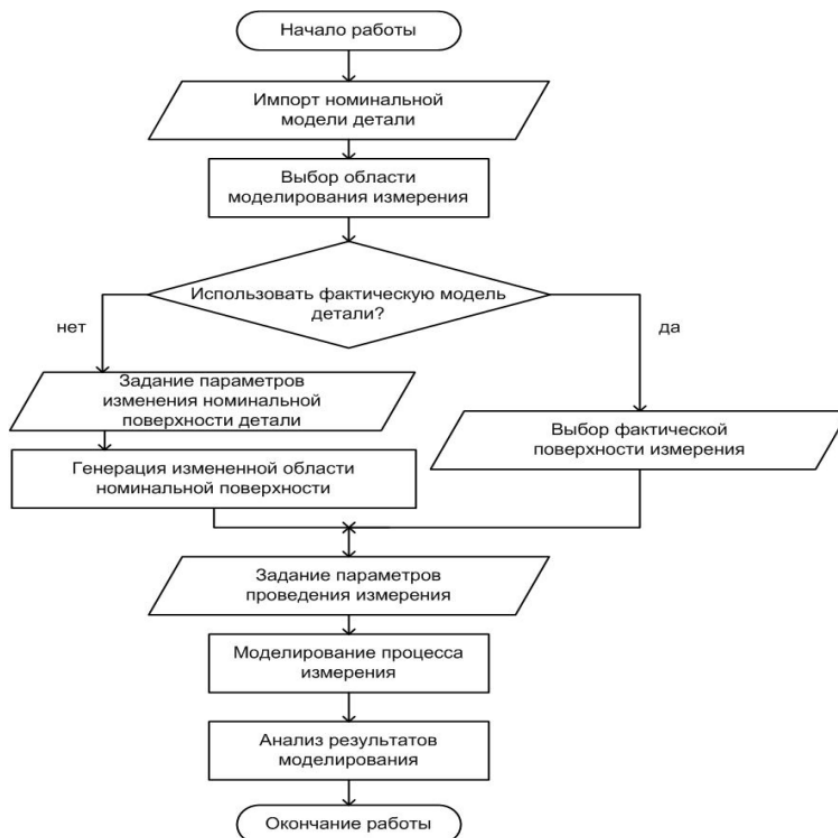 Начало работы
Импорт номинальной
модели детали
Выбор области
моделирования измерения
Использовать фактическую модель
детали?
нет
да
Задание параметров
изменения номинальной
поверхности детали
Выбор фактической
поверхности измерения
Генерация измененной области
номинальной поверхности
Задание параметров
проведения измерения
Моделирование процесса
измерения
Анализ результатов
моделирования
Окончание работы